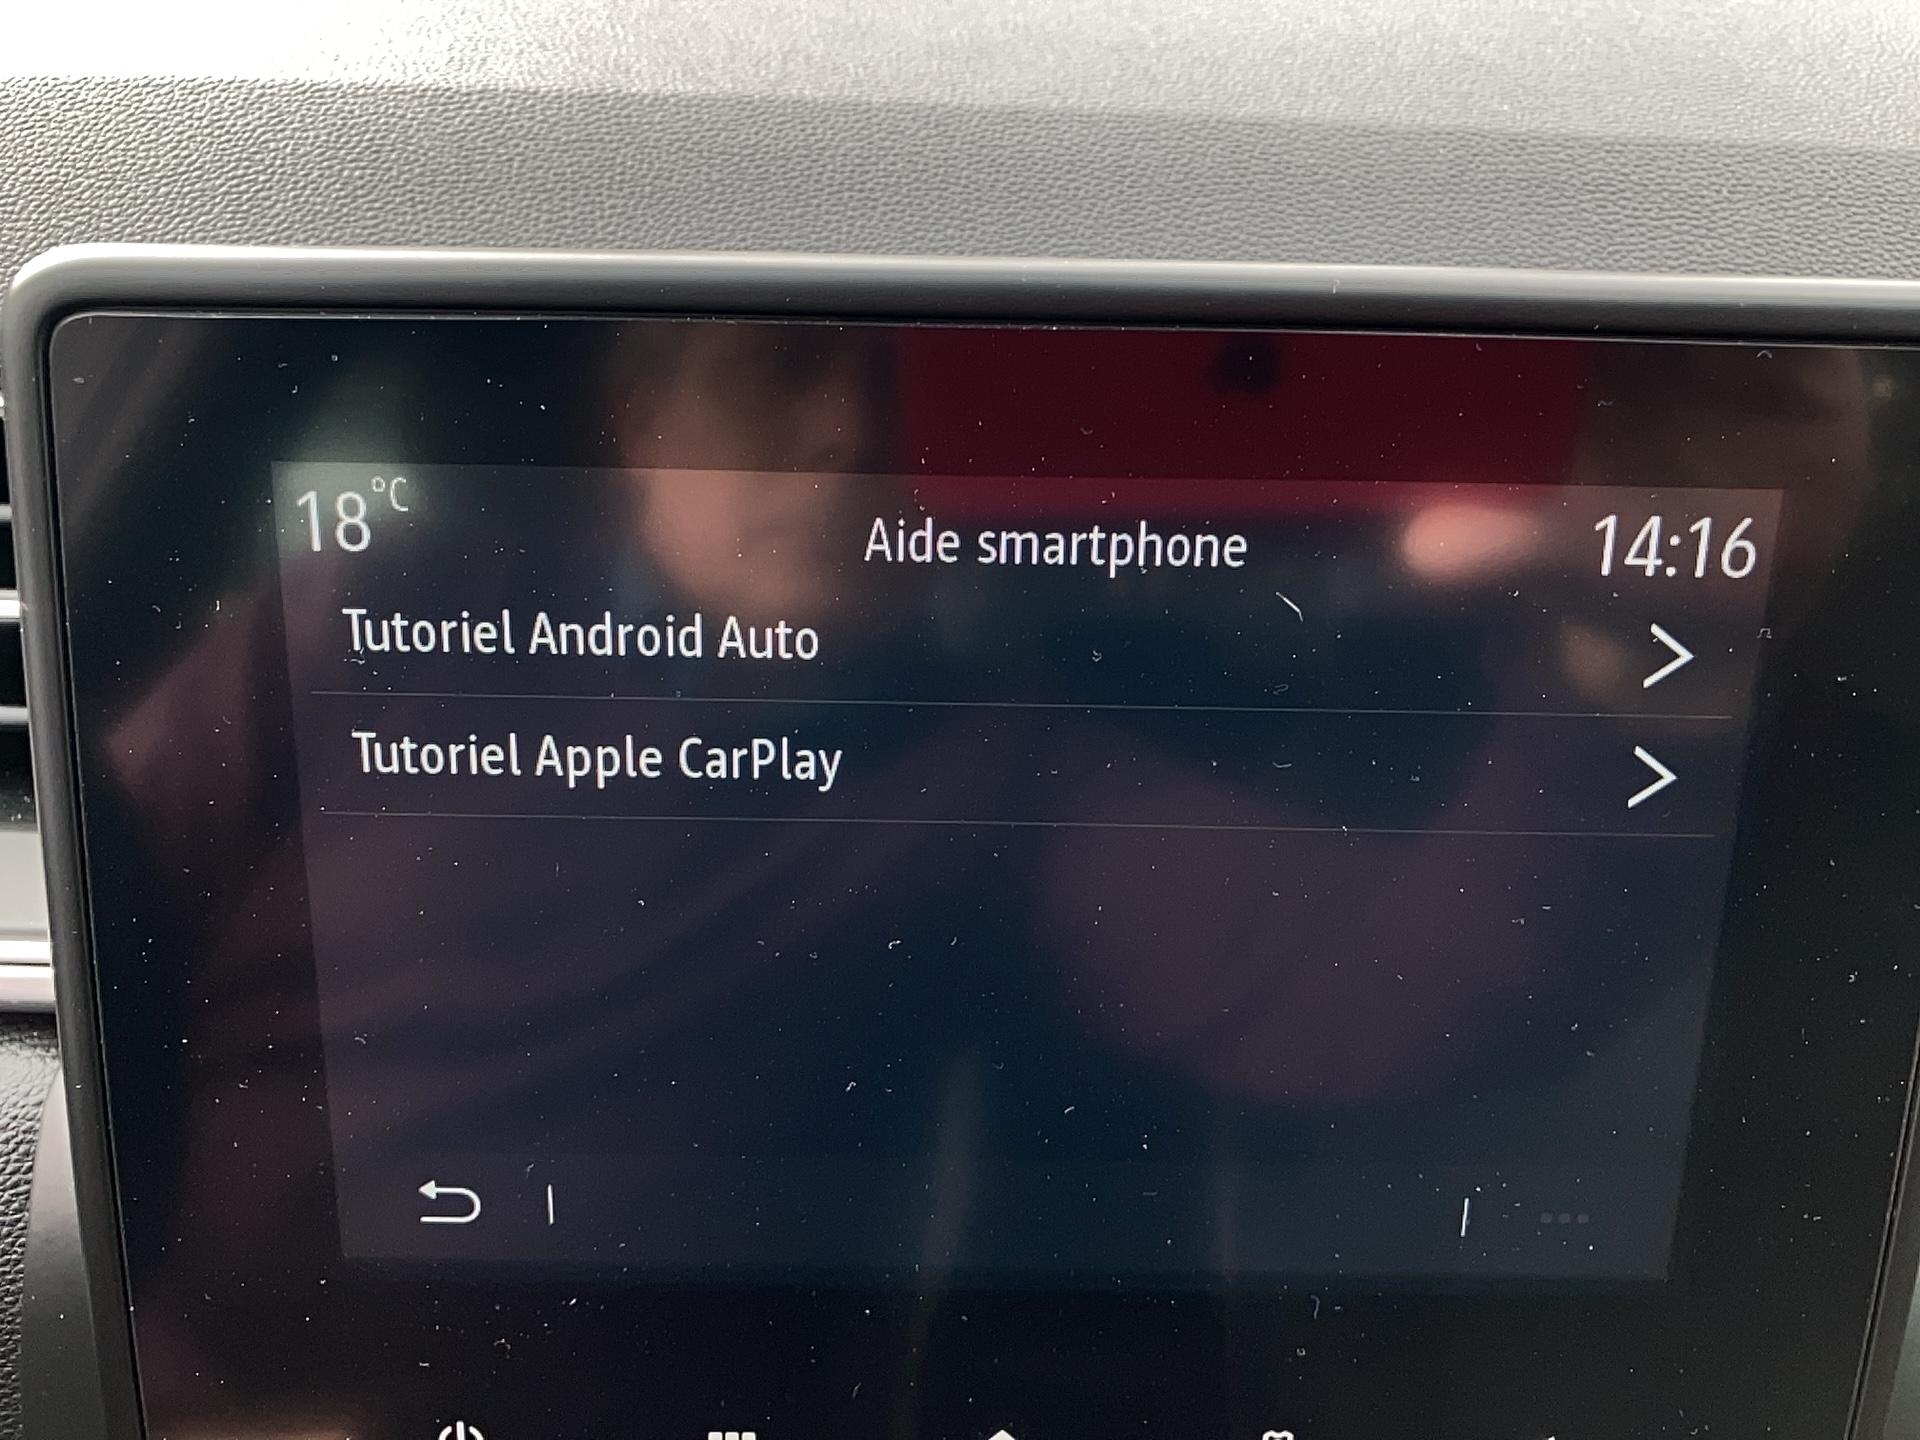 18°C
Aide smartphone
14:16
Tutoriel Android Auto
Tutoriel Apple CarPlay